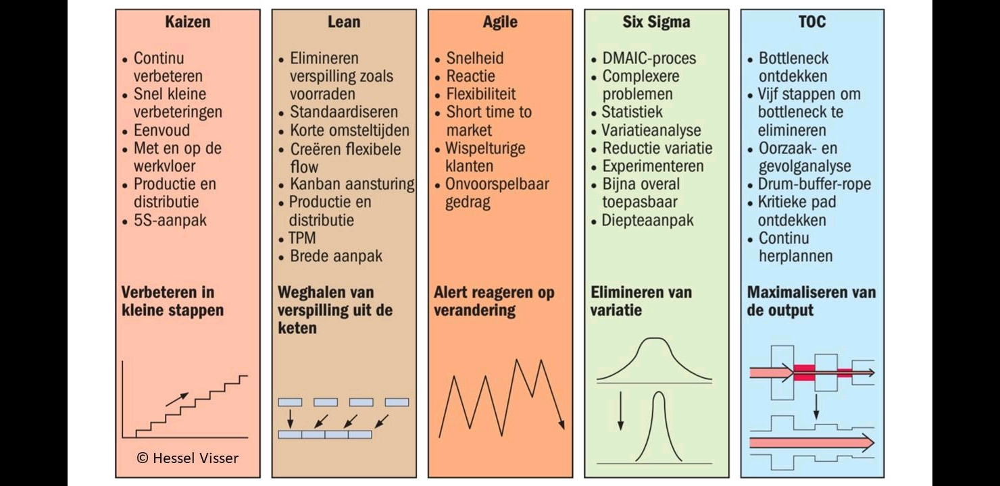 Kaizen
• Continu
verbeteren
• Snel kleine
verbeteringen
• Eenvoud
• Met en op de
werkvloer
• Productie en
distributie
• 5S-aanpak
Verbeteren in
kleine stappen
© Hessel Visser
Lean
• Elimineren
verspilling zoals
voorraden
• Standaardiseren
• Korte omsteltijden
• Creëren flexibele
flow
• Kanban aansturing
• Productie en
distributie
• TPM
• Brede aanpak
Weghalen van
verspilling uit de
keten
Agile
• Snelheid
• Reactie
• Flexibiliteit
• Short time to
market
• Wispelturige
klanten
• Onvoorspelbaar
gedrag
Alert reageren op
verandering
Six Sigma
• DMAIC-proces
• Complexere
problemen
• Statistiek
• Variatieanalyse
• Reductie variatie
• Experimenteren
• Bijna overal
toepasbaar
• Diepteaanpak
Elimineren van
variatie
TOC
• Bottleneck
ontdekken
• Vijf stappen om
bottleneck te
elimineren
• Oorzaak- en
gevolganalyse
• Drum-buffer-rope
• Kritieke pad
ontdekken
• Continu
herplannen
Maximaliseren van
de output